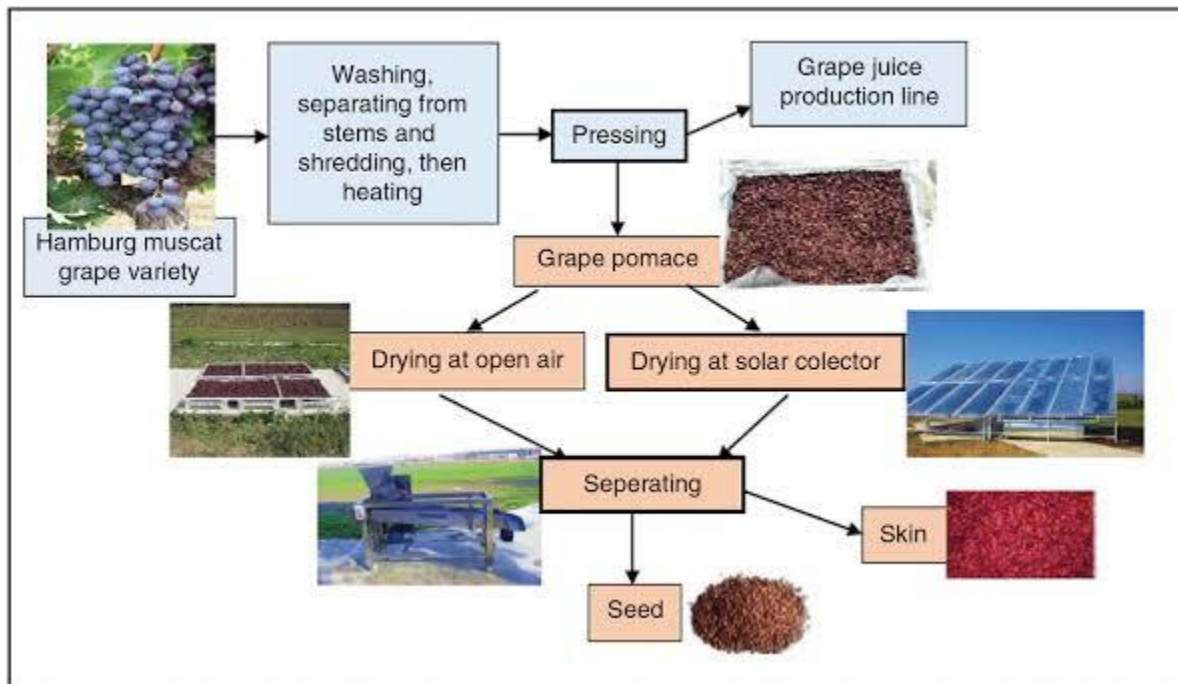 Hamburg muscat
grape variety
Washing,
separating from
stems and
shredding, then
heating
Pressing
Grape juice
production line
Grape pomace
Drying at open air
Drying at solar colector
Seperating
Skin
Seed